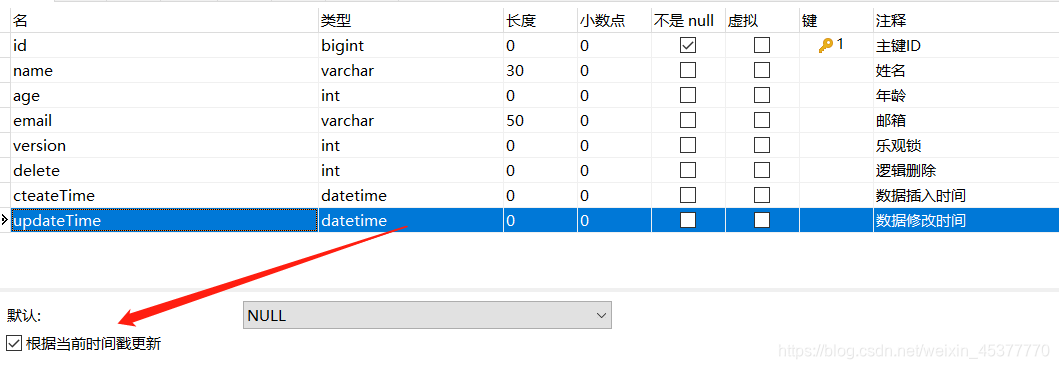 名 类型 长度 小数点 不是 null 虚拟 键 注释
id bigint 0 0 1 主键ID
name varchar 30 0 姓名
age int 0 0 年龄
email varchar 50 0 邮箱
version int 0 0 乐观锁
delete int 0 0 逻辑删除
cteateTime datetime 0 0 数据插入时间
updateTime datetime 0 0 数据修改时间
默认: NULL
根据当前时间戳更新
https://blog.csdn.net/weixin_45377770